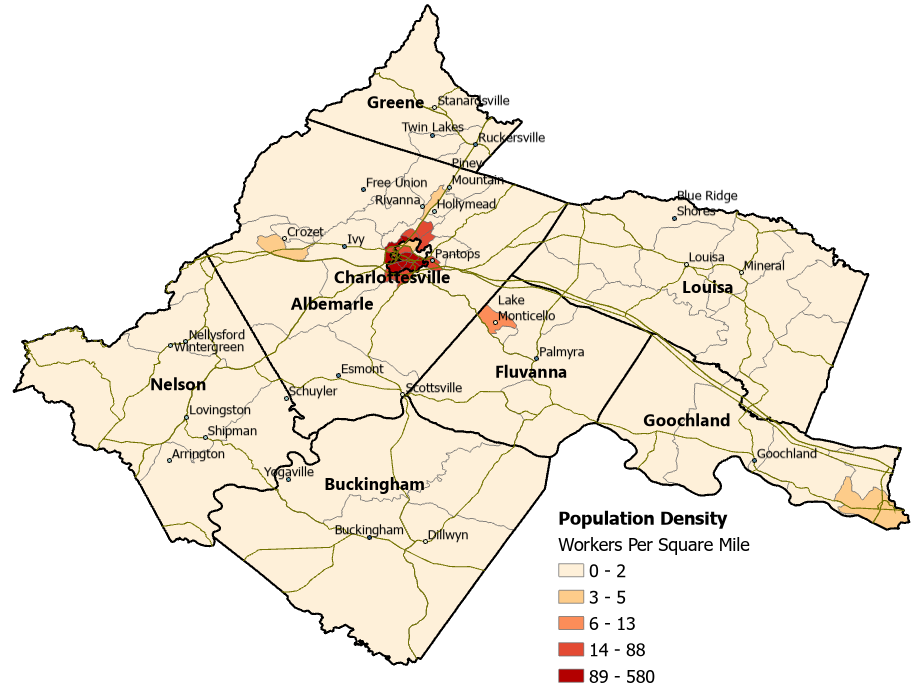 Greene
Stanardsville
Twin Lakes
Ruckersville
Piney
Mountain
Free Union
Rivanna
Hollymead
Blue Ridge
Shores
Crozet
Ivy
Pantops
Charlottesville
Albemarle
Louisa
Mineral
Louisa
Lake
Monticello
Nellysford
Wintergreen
Palmyra
Fluvanna
Esmont
Nelson
Schuyler
Scottsville
Lovingston
Goochland
Shipman
Arrington
Goochland
Yogaville
Buckingham
Buckingham
Dillwyn
Population Density
Workers Per Square Mile
0 - 2
3 - 5
6 - 13
14 - 88
89 - 580